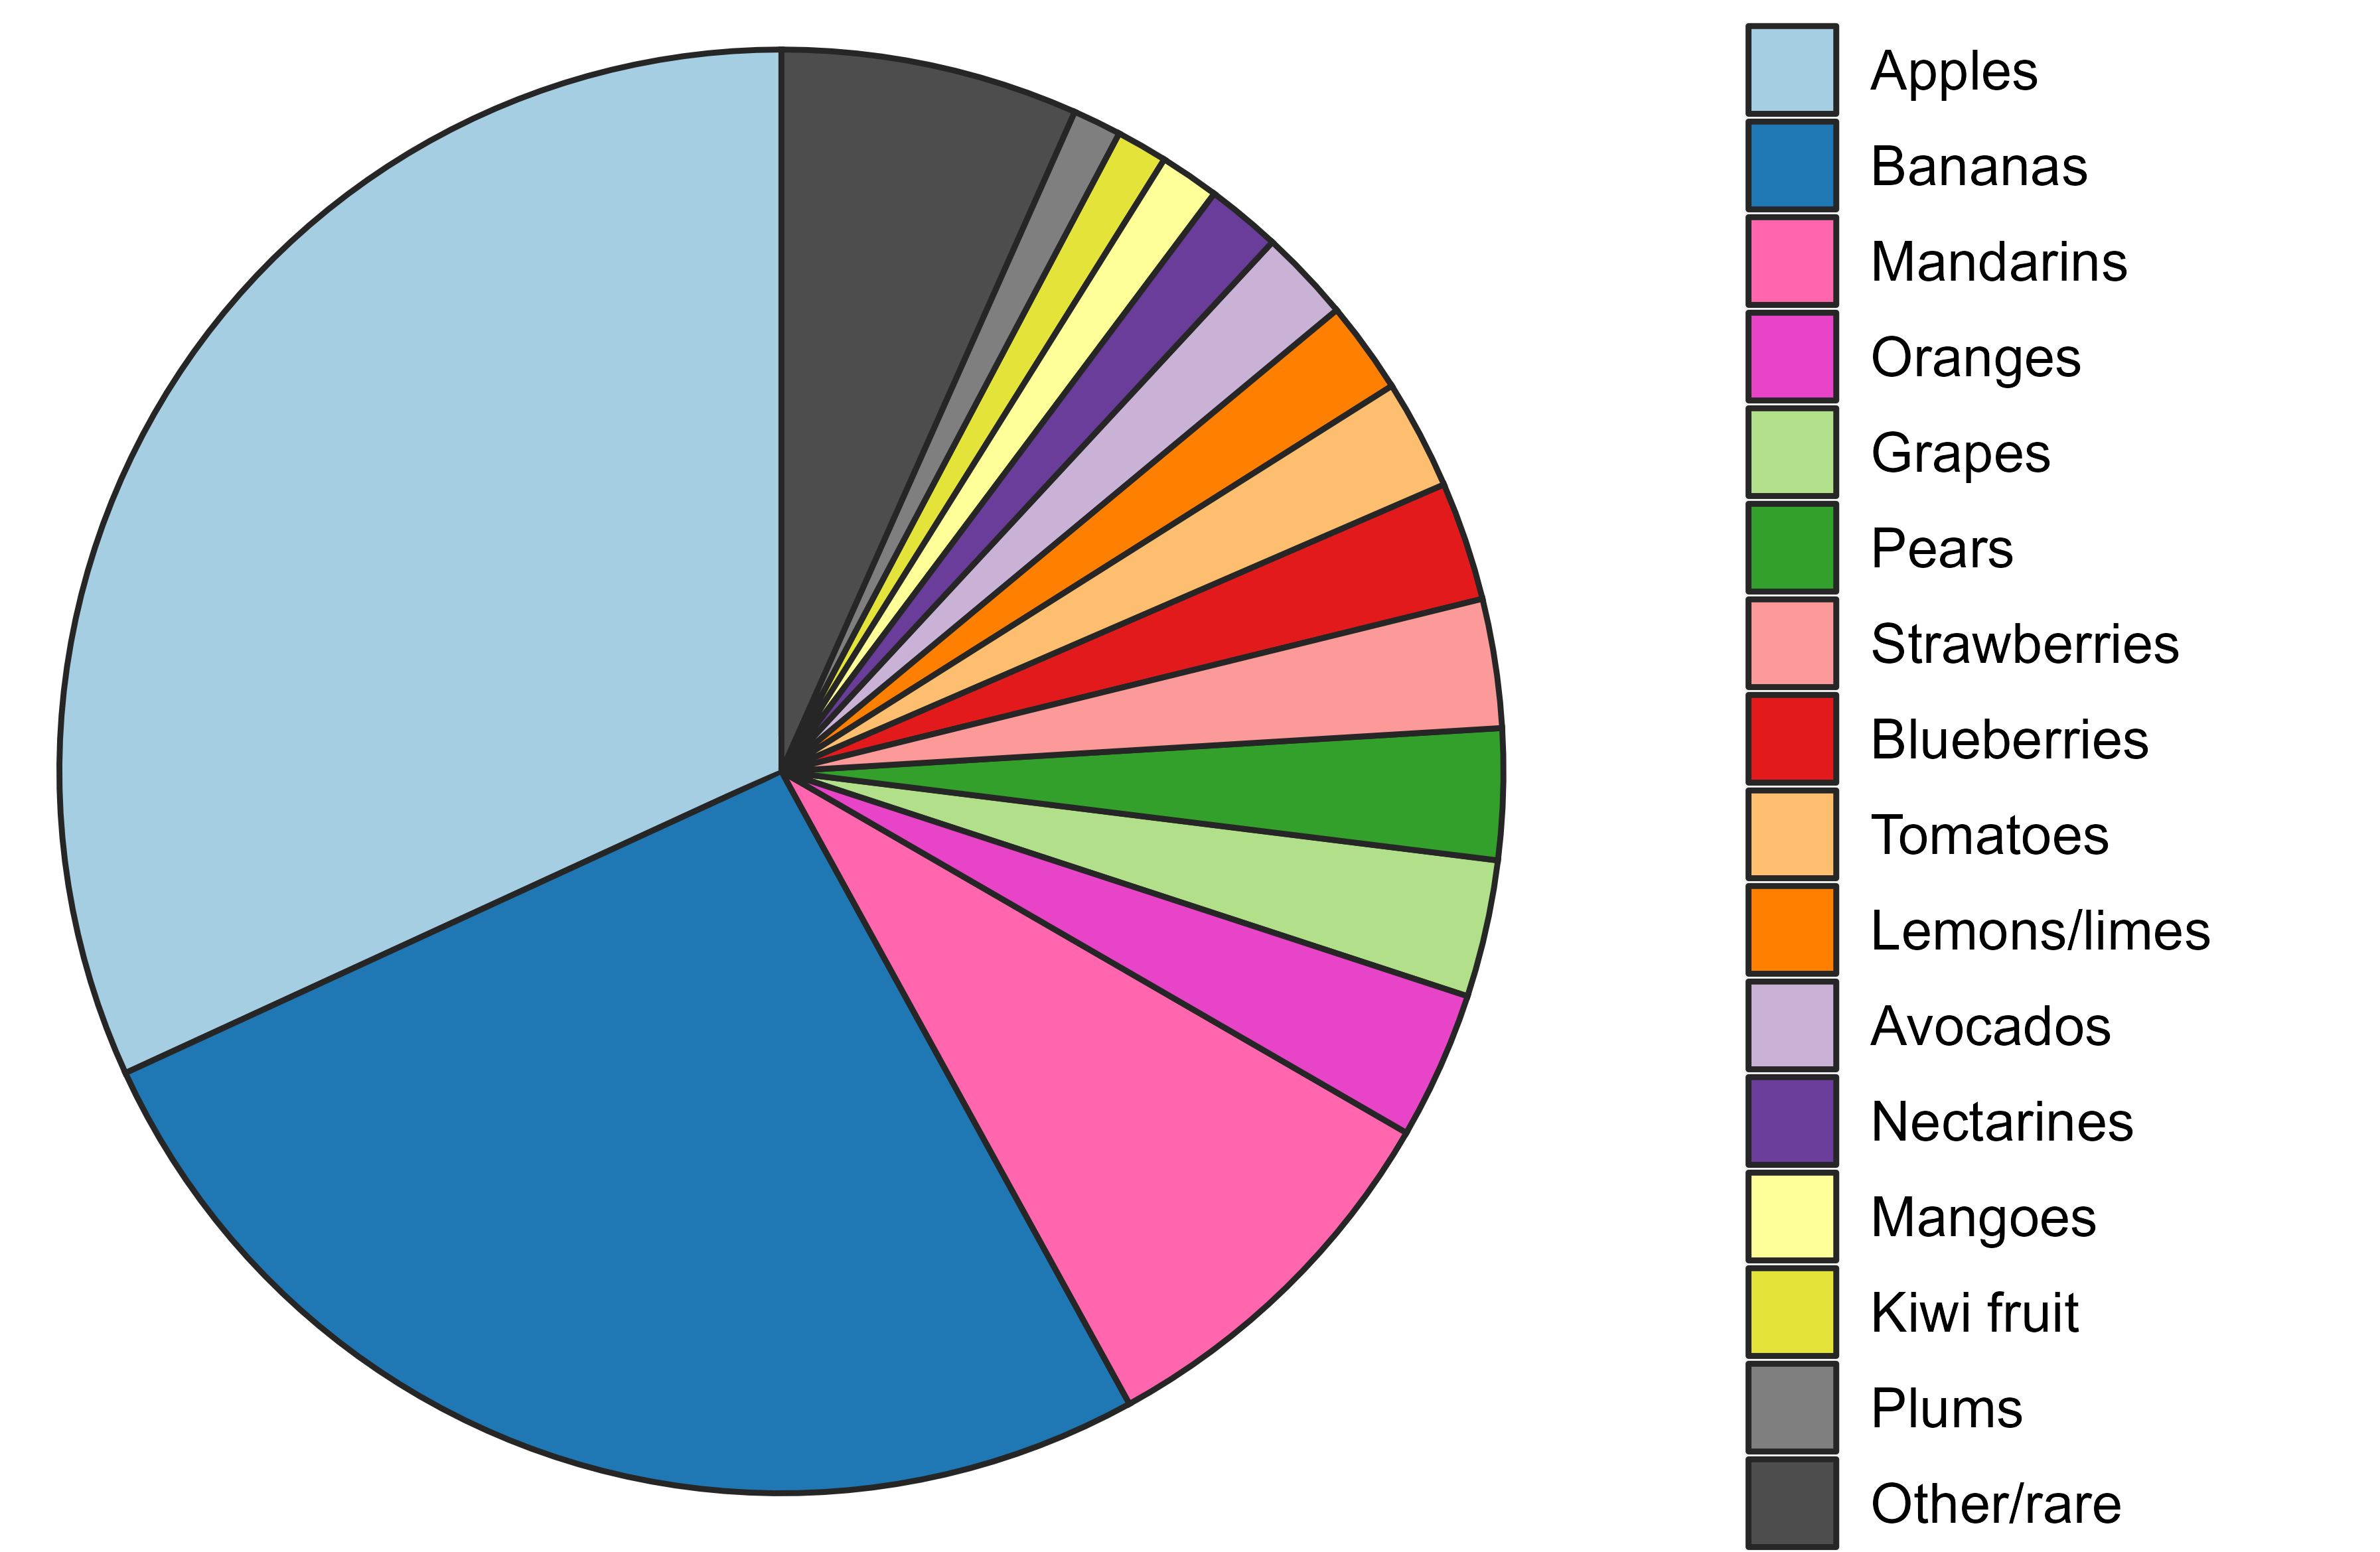 Apples
Bananas
Mandarins
Oranges
Grapes
Pears
Strawberries
Blueberries
Tomatoes
Lemons/limes
Avocados
Nectarines
Mangoes
Kiwi fruit
Plums
Other/rare